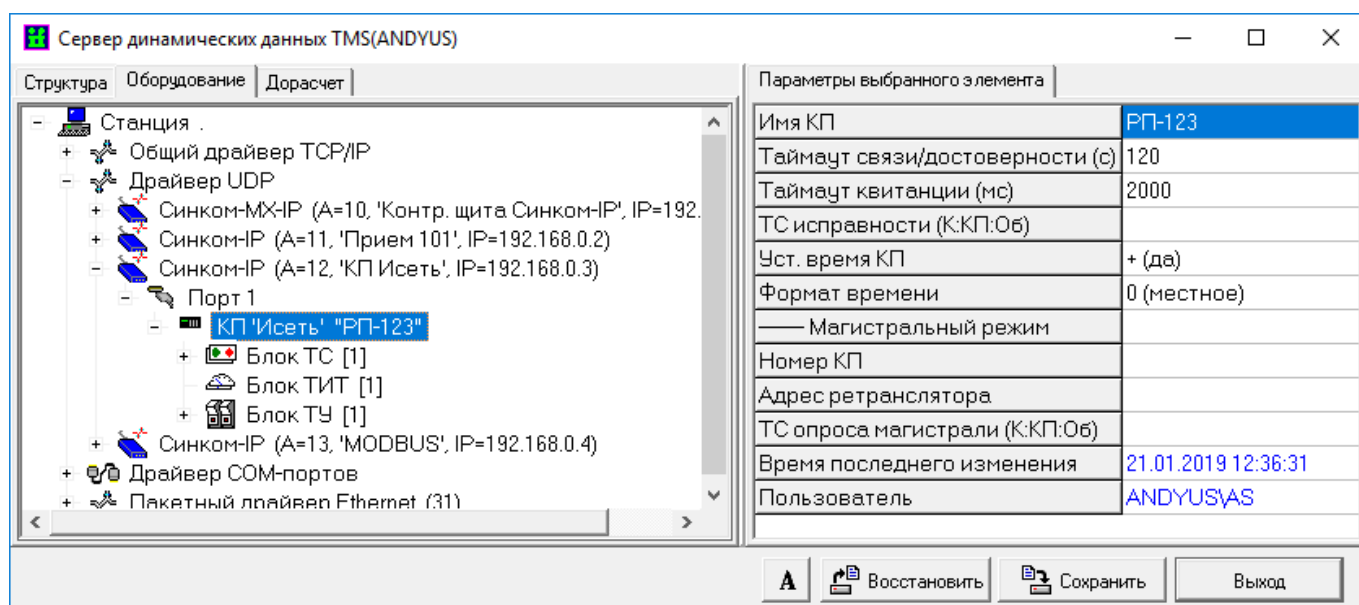 Сервер динамических данных TMS(ANDYUS)
Структура Оборудование Дорасчет
Станция .
Общий драйвер TCP/IP
Драйвер UDP
Синком-MX-IP (A=10, 'Контр. щита Синком-IP', IP=192.
Синком-IP (A=11, 'Прием 101', IP=192.168.0.2)
Синком-IP (A=12, 'КП Исеть', IP=192.168.0.3)
Порт 1
КП 'Исеть' "РП-123"
Блок ТС [1]
Блок ТИТ [1]
Блок ТУ [1]
Синком-IP (A=13, 'MODBUS', IP=192.168.0.4)
Драйвер COM-портов
Пакетный драйвер Ethernet (31)
Параметры выбранного элемента
Имя КП РП-123
Таймаут связи/достоверности (с) 120
Таймаут квитанции (мс) 2000
ТС исправности (К:КП:Об)
Уст. время КП + (да)
Формат времени 0 (местное)
—— Магистральный режим
Номер КП
Адрес ретранслятора
ТС опроса магистрали (К:КП:Об)
Время последнего изменения 21.01.2019 12:36:31
Пользователь ANDYUS\AS
A Восстановить Сохранить Выход